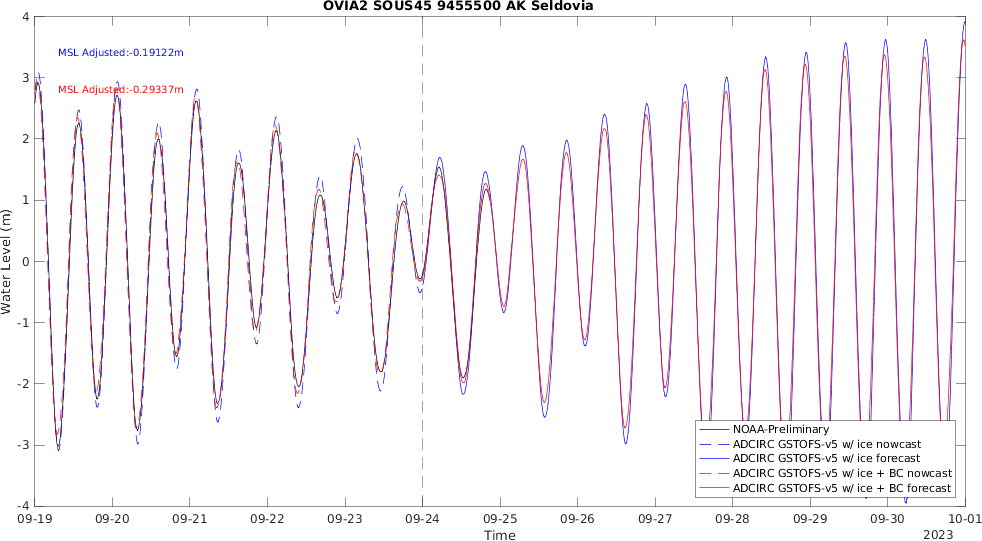 OVIA2 SOUS45 9455500 AK Seldovia
4
3
2
1
0
-1
-2
-3
-4
Water Level (m)
MSL Adjusted:-0.19122m
MSL Adjusted:-0.29337m
NOAA-Preliminary
ADCIRC GSTOFS-v5 w/ ice nowcast
ADCIRC GSTOFS-v5 w/ ice forecast
ADCIRC GSTOFS-v5 w/ ice + BC nowcast
ADCIRC GSTOFS-v5 w/ ice + BC forecast
09-19 09-20 09-21 09-22 09-23 09-24 09-25 09-26 09-27 09-28 09-29 09-30 10-01
Time
2023